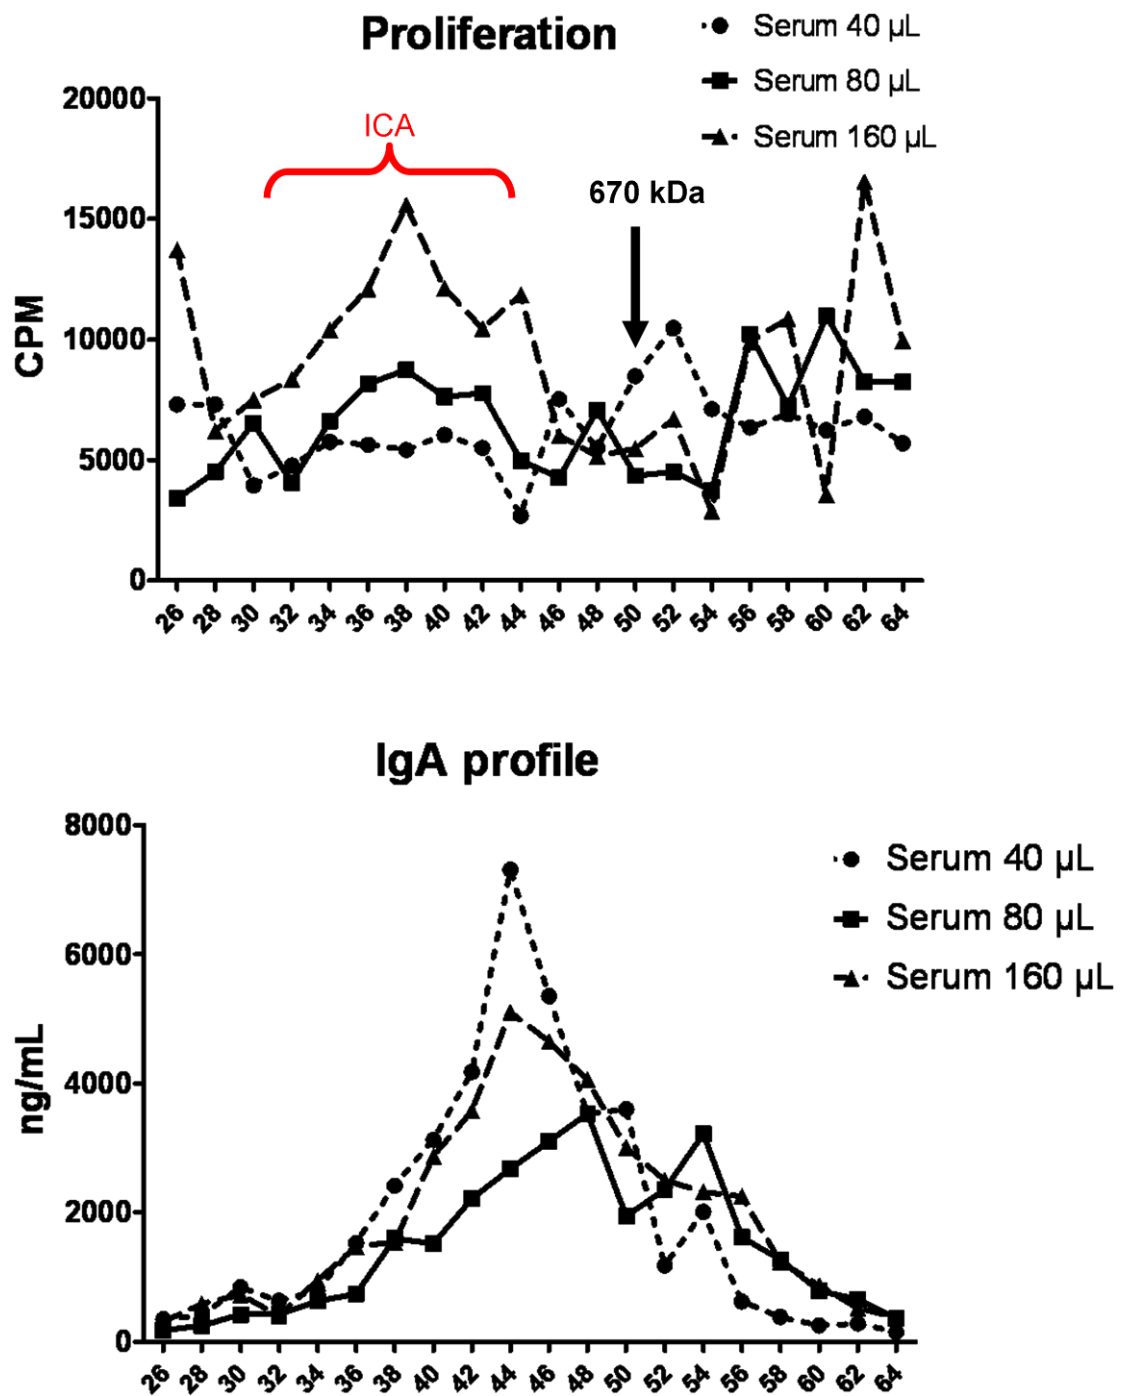 Proliferation
Serum 40 µL
Serum 80 µL
Serum 160 µL
20000
15000
10000
5000
0
CPM
ICA
670 kDa
26 28 30 32 34 36 38 40 42 44 46 48 50 52 54 56 58 60 62 64
IgA profile
8000
6000
4000
2000
0
ng/mL
Serum 40 µL
Serum 80 µL
Serum 160 µL
26 28 30 32 34 36 38 40 42 44 46 48 50 52 54 56 58 60 62 64